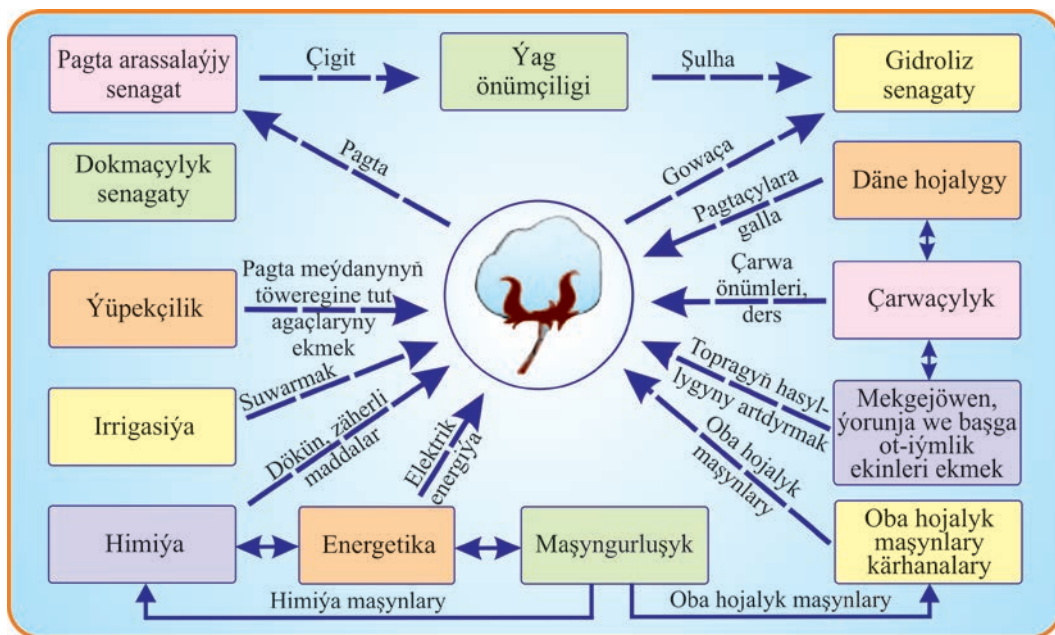 Pagta arassalaýjy
senagat
Çigit
Ýag
önümçiligi
Şulha
Gidroliz
senagaty
Pagta
Gowaça
Dokmaçylyk
senagaty
Pagtaçylara
galla
Däne hojalygy
Ýüpekçilik
Pagta meýdanynyň
töweregine tut
agaçlaryny
ekmek
Çarwa
önümleri,
ders
Çarwaçylyk
Irrigasiýa
Suwarmak
Topragyň hasyl-
lygyny artdyrmak
Mekgejöwen,
ýorunja we başga
ot-iýmlik
ekinleri ekmek
Dökün, zäherli
maddalar
Elektrik
energiýa
Oba hojalyk
maşynlary
Himiýa
Energetika
Maşyngurluşyk
Oba hojalyk
maşynlary
kärhanalary
Himiýa maşynlary
Oba hojalyk maşynlary